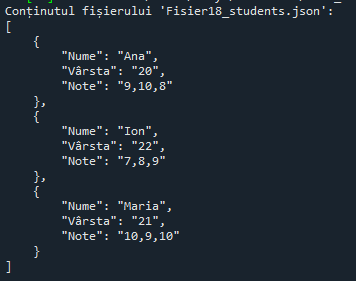 Conținutul fișierului 'Fisier18_students.json':
[
    {
        "Nume": "Ana",
        "Vârsta": "20",
        "Note": "9,10,8"
    },
    {
        "Nume": "Ion",
        "Vârsta": "22",
        "Note": "7,8,9"
    },
    {
        "Nume": "Maria",
        "Vârsta": "21",
        "Note": "10,9,10"
    }
]